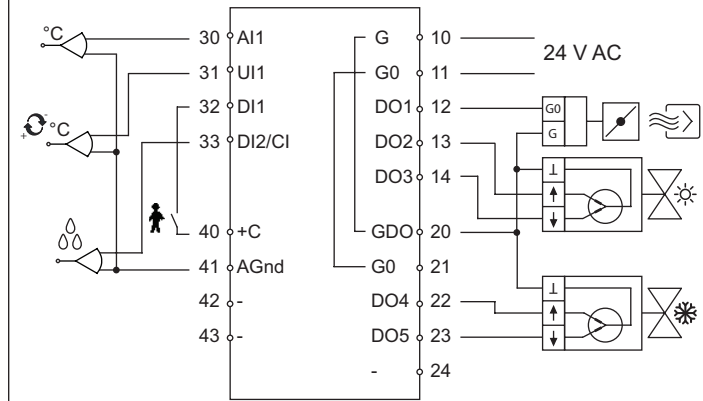 °C
30 AI1 G 10
24 V AC
31 UI1 G0 11
32 DI1 DO1 12 G0
+ - °C
G
33 DI2/CI DO2 13
DO3 14 ⊥
↑
↓
40 +C GDO 20
41 AGnd G0 21
⊥
42 - DO4 22 ↑
43 - DO5 23 ↓
- 24